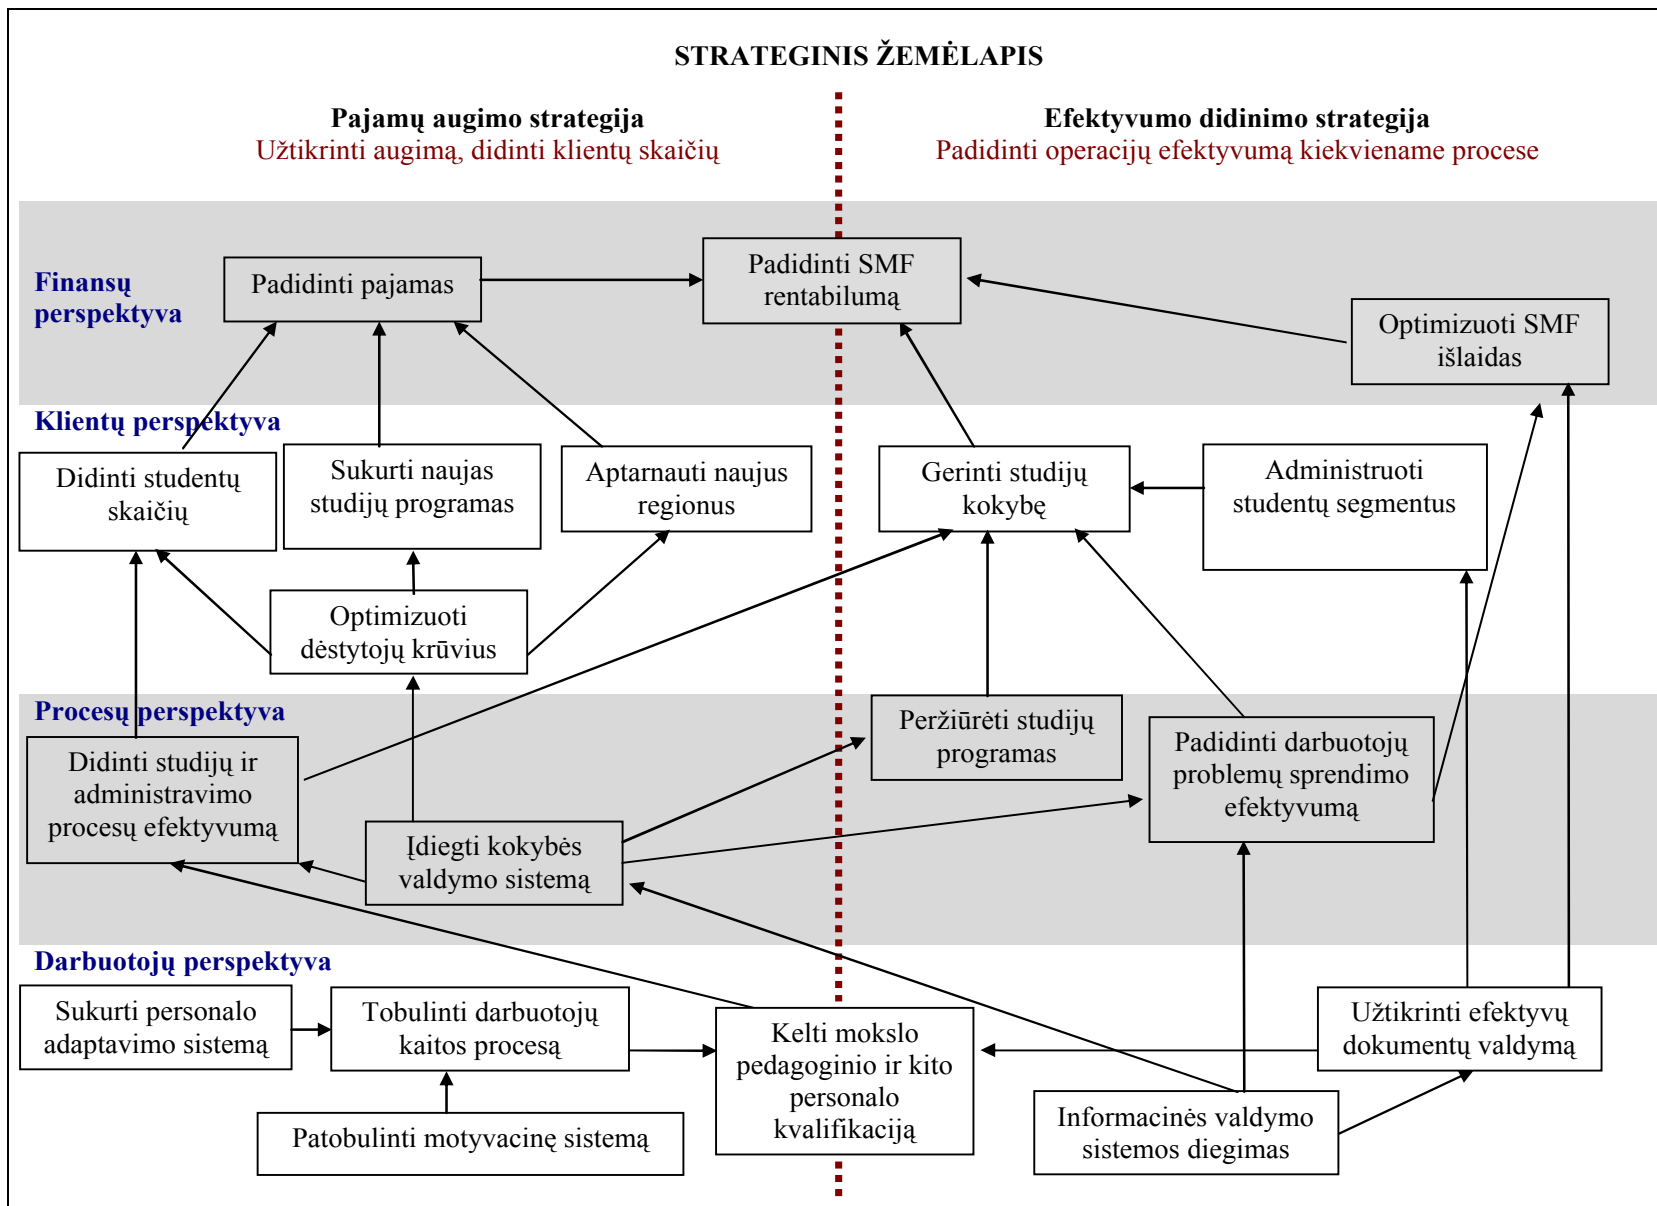 STRATEGINIS ŽEMĖLAPIS
Pajamų augimo strategija
Užtikrinti augimą, didinti klientų skaičių
Efektyvumo didinimo strategija
Padidinti operacijų efektyvumą kiekviename procese
Finansų
perspektyva
Padidinti pajamas
Padidinti SMF
rentabilumą
Optimizuoti SMF
išlaidas
Klientų perspektyva
Didinti studentų
skaičių
Sukurti naujas
studijų programas
Aptarnauti naujus
regionus
Gerinti studijų
kokybę
Administruoti
studentų segmentus
Optimizuoti
dėstytojų krūvius
Procesų perspektyva
Didinti studijų ir
administravimo
procesų efektyvumą
Įdiegti kokybės
valdymo sistemą
Peržiūrėti studijų
programas
Padidinti darbuotojų
problemų sprendimo
efektyvumą
Darbuotojų perspektyva
Sukurti personalo
adaptavimo sistemą
Tobulinti darbuotojų
kaitos procesą
Patobulinti motyvacinę sistemą
Kelti mokslo
pedagoginio ir kito
personalo
kvalifikaciją
Užtikrinti efektyvų
dokumentų valdymą
Informacinės valdymo
sistemos diegimas